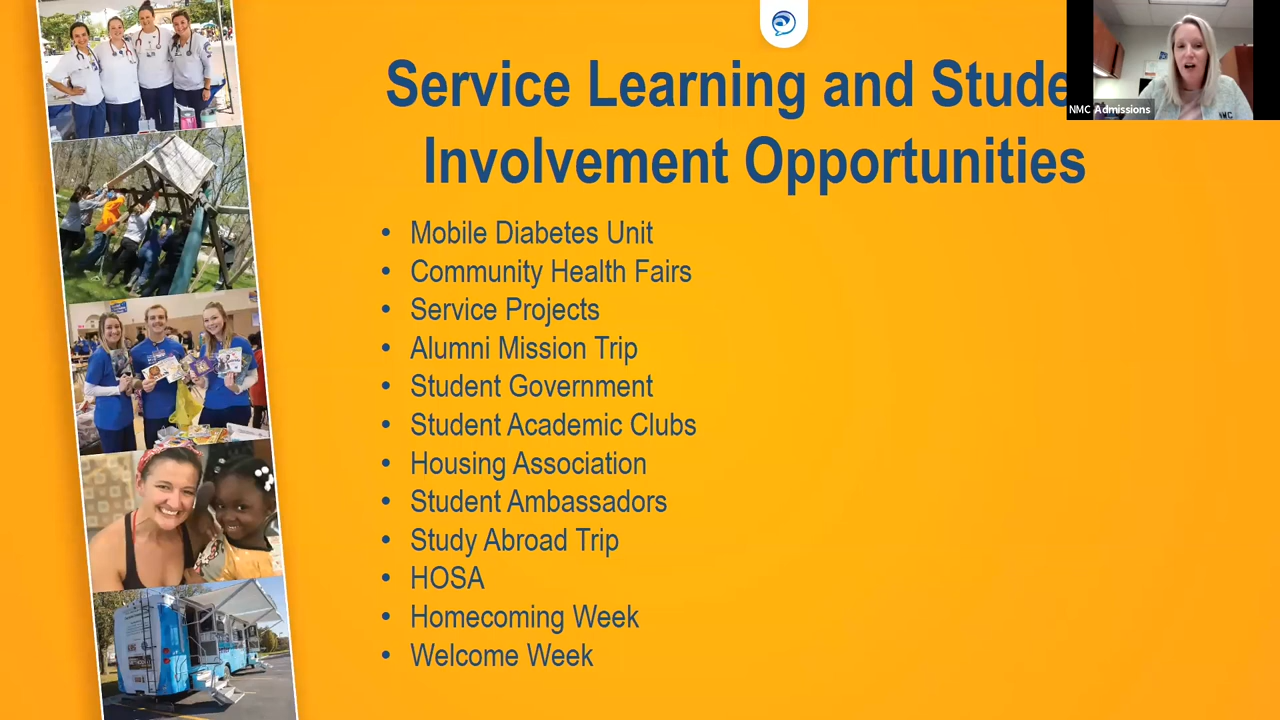 Service Learning and Stude
Involvement Opportunities
NMC Admissions
NMC
• Mobile Diabetes Unit
• Community Health Fairs
• Service Projects
• Alumni Mission Trip
• Student Government
• Student Academic Clubs
• Housing Association
• Student Ambassadors
• Study Abroad Trip
• HOSA
• Homecoming Week
• Welcome Week